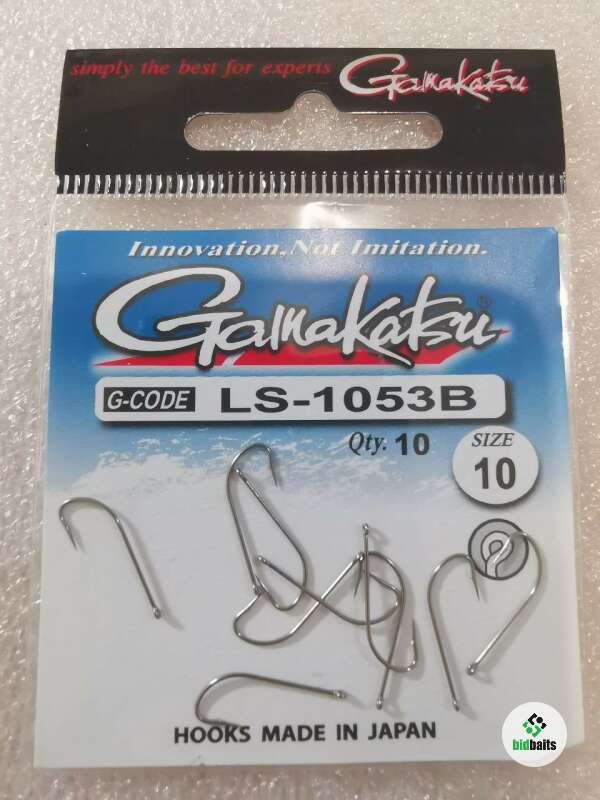 simply the best for experts Gamakatsu
Innovation, Not Imitation.
Gamakatsu®
G-CODE LS-1053B
Qty. 10
SIZE
10
HOOKS MADE IN JAPAN
bidbaits